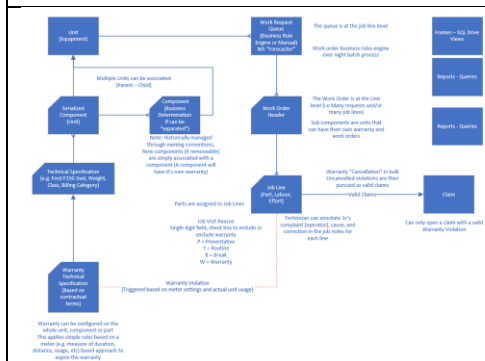 Unit
(Equipment)
Work Request
Queue
(Business Rule
Engine or Manual)
M5 "Forecaster"
The queue is at the job line level
Work order business rules engine
over night batch process
Frames – SQL Drive
Views
Reports - Queries
Reports - Queries
Multiple Units can be associated
(Parent – Child)
Serialized
Component
(Unit)
Component
(Business
Determination
if can be
"separated")
Note: Historically managed
through naming conventions,
Now components (if removeable)
are simply associated with a
component (A component
will have it's own warranty)
Work Order
Header
The Work Order is at the Unit
level (i.e Many requests and/or
many job lines)
Sub components are units that
can have their own warranty and
work orders
Technical Specification
(e.g. Ford F150 2wd, Weight,
Class, Billing Category)
Job Line
(Part, Labour,
Effort)
Warranty "Cancellation" in bulk
Uncancelled violations are then
pursued as valid claims
Valid Claims
Claim
Can only open a claim with a valid
Warranty Violation
Parts are assigned to Job Lines
Technician can annotate 3c's
complaint [operator], cause, and
correction in the job notes for
each line
Job Visit Reason
Single digit field, check box to include or
exclude warranty
P = Preventative
Y = Routine
B = Break
W = Warranty
Warranty
Technical
Specification
(Based on
contractual
terms)
Warranty Violation
(Triggered based on meter settings and actual unit usage)
Warranty can be configured on the
whole unit, component or part
This applies simple rules based on a
meter (e.g. measure of duration,
distance, usage, etc) based approach to
expire the warranty